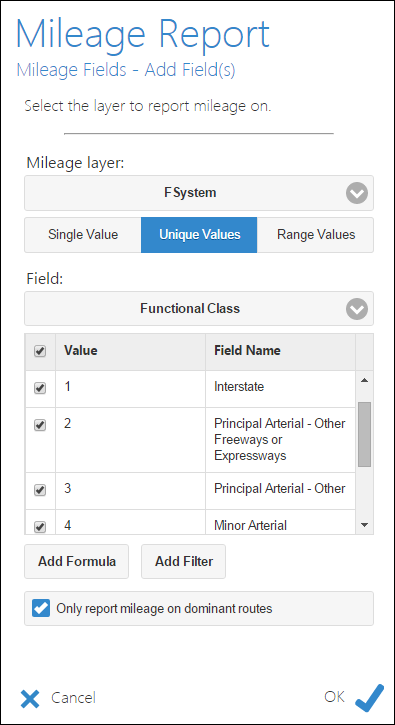 Mileage Report
Mileage Fields - Add Field(s)
Select the layer to report mileage on.
Mileage layer:
FSystem
Single Value Unique Values Range Values
Field:
Functional Class
Value Field Name
1 Interstate
2 Principal Arterial - Other
Freeways or
Expressways
3 Principal Arterial - Other
4 Minor Arterial
Add Formula Add Filter
Only report mileage on dominant routes
Cancel OK